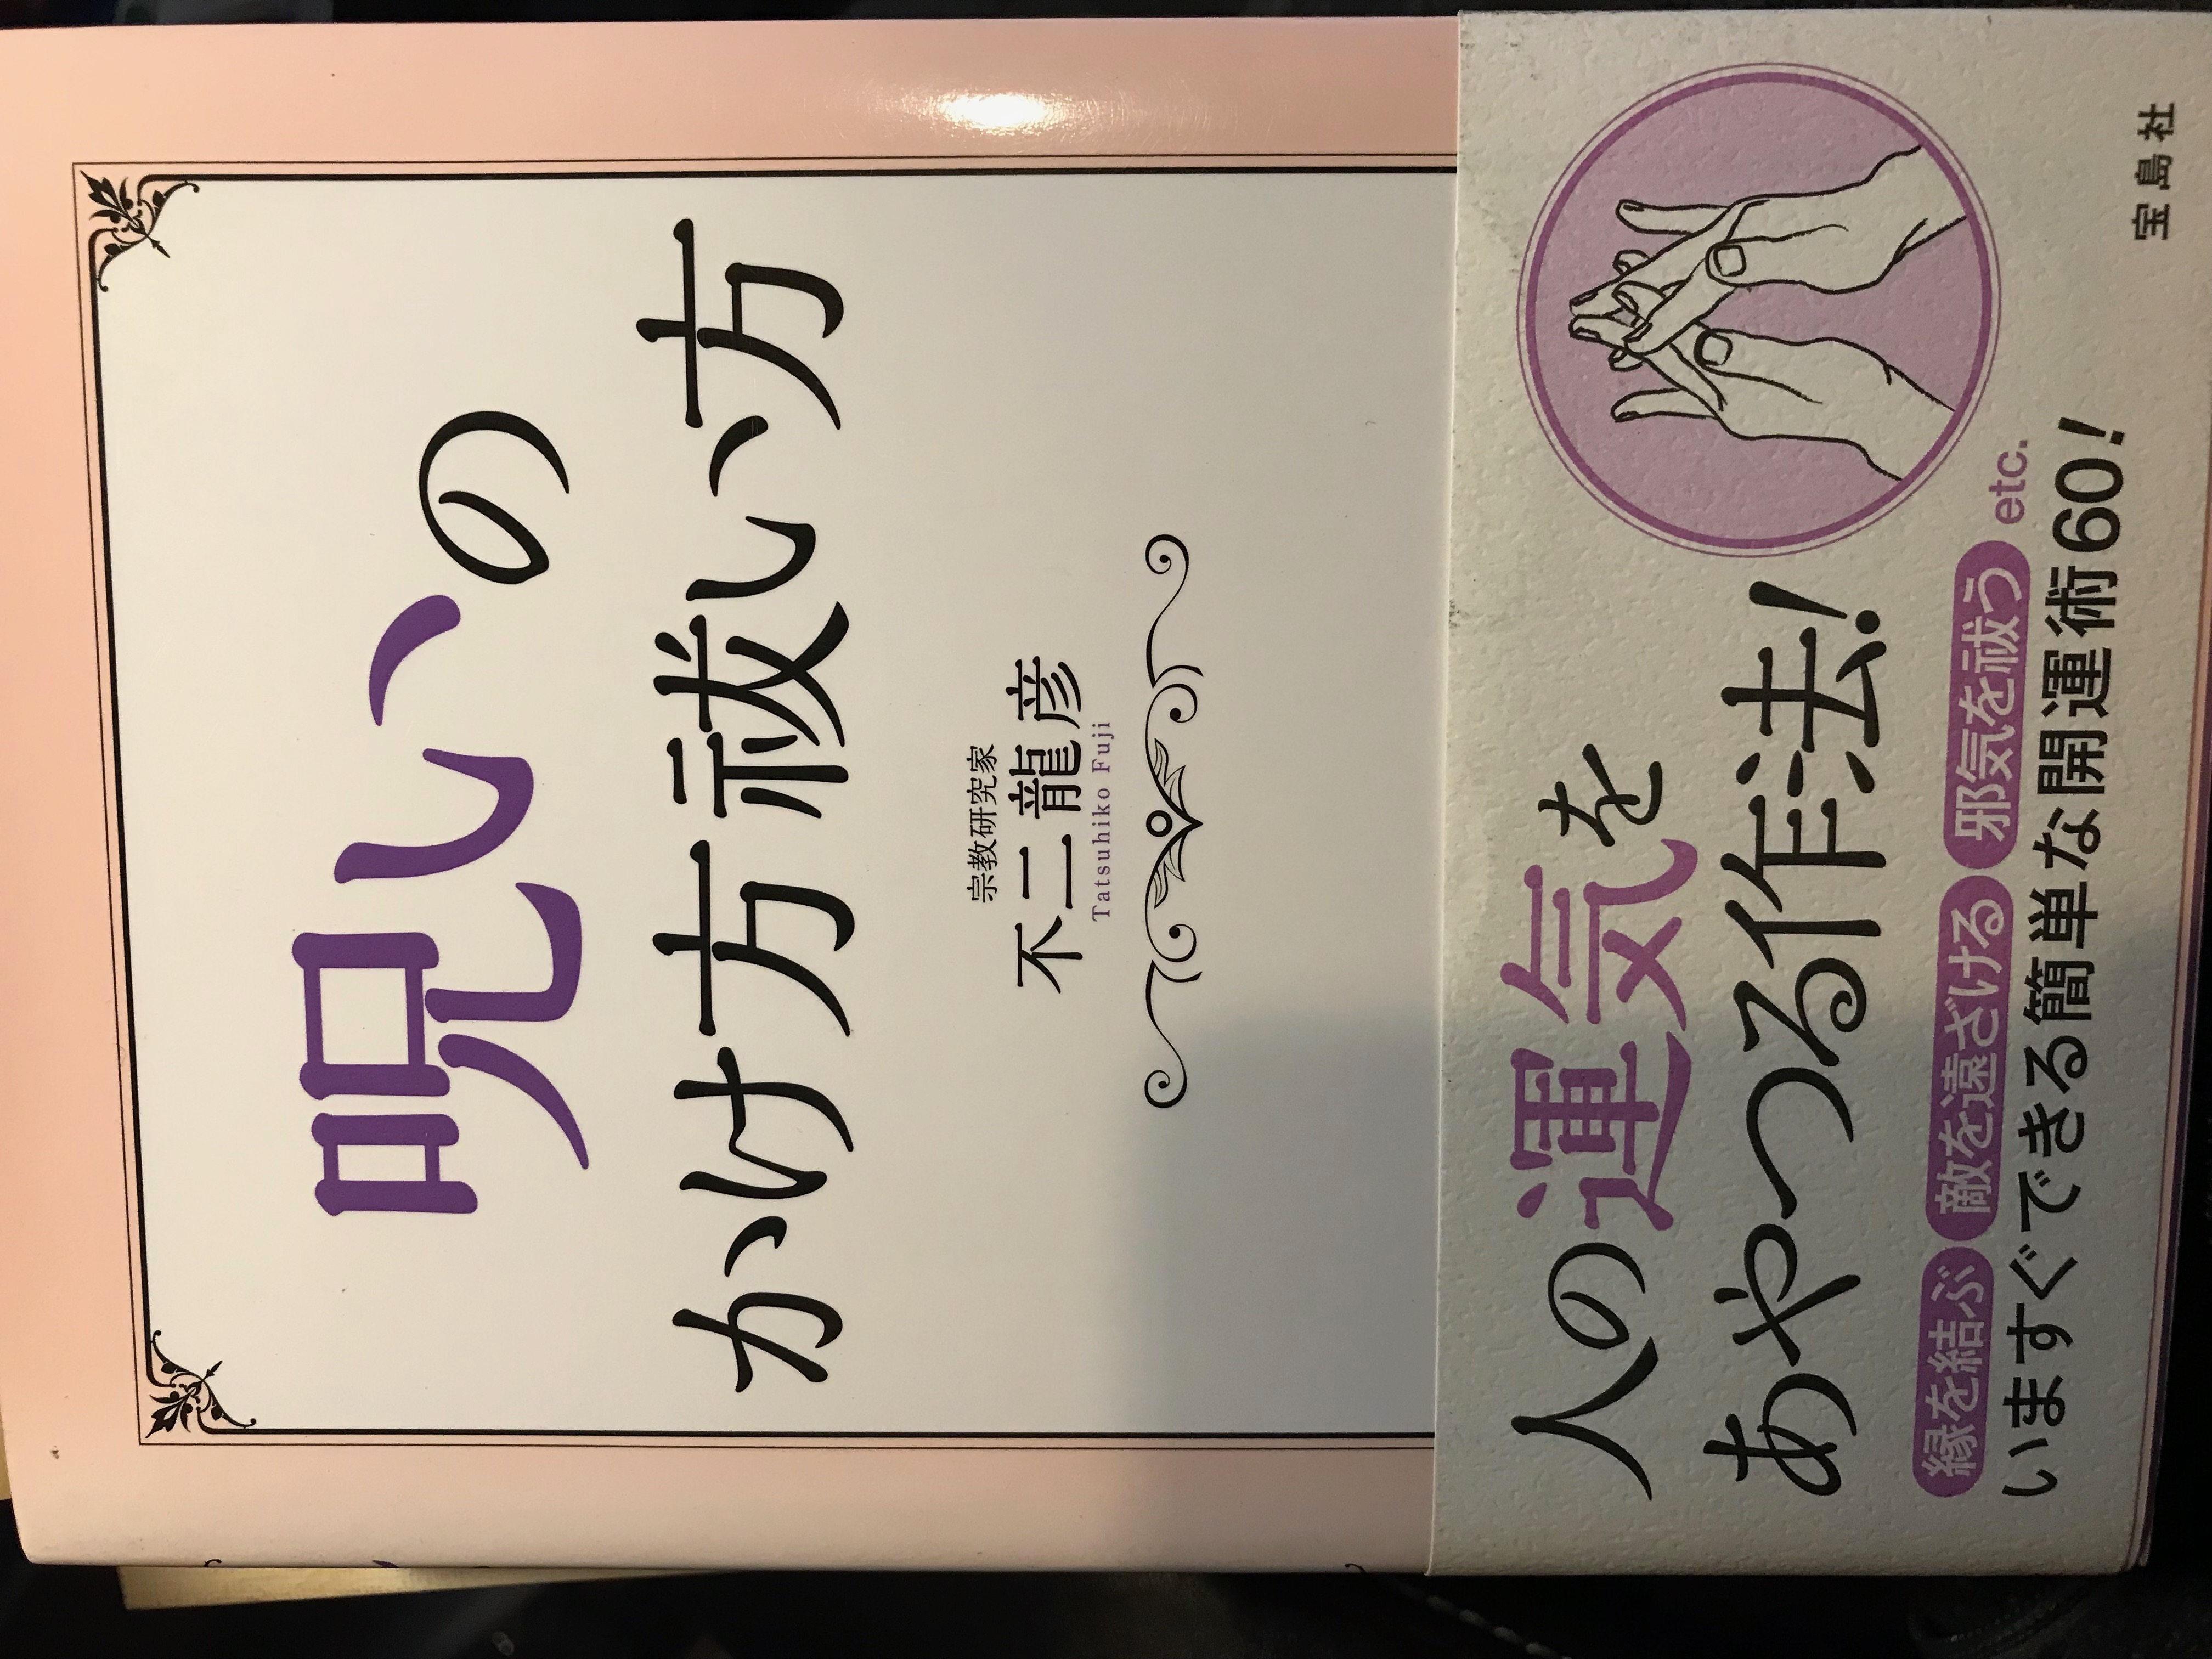 呪いの
かけ方祓い方
宗教研究家
不二龍彦
Tatsuhiko Fuji
人の運気を
あやつる作法!
縁を結ぶ 敵を遠ざける 邪気を祓う etc.
いますぐできる簡単な開運術60!
宝島社